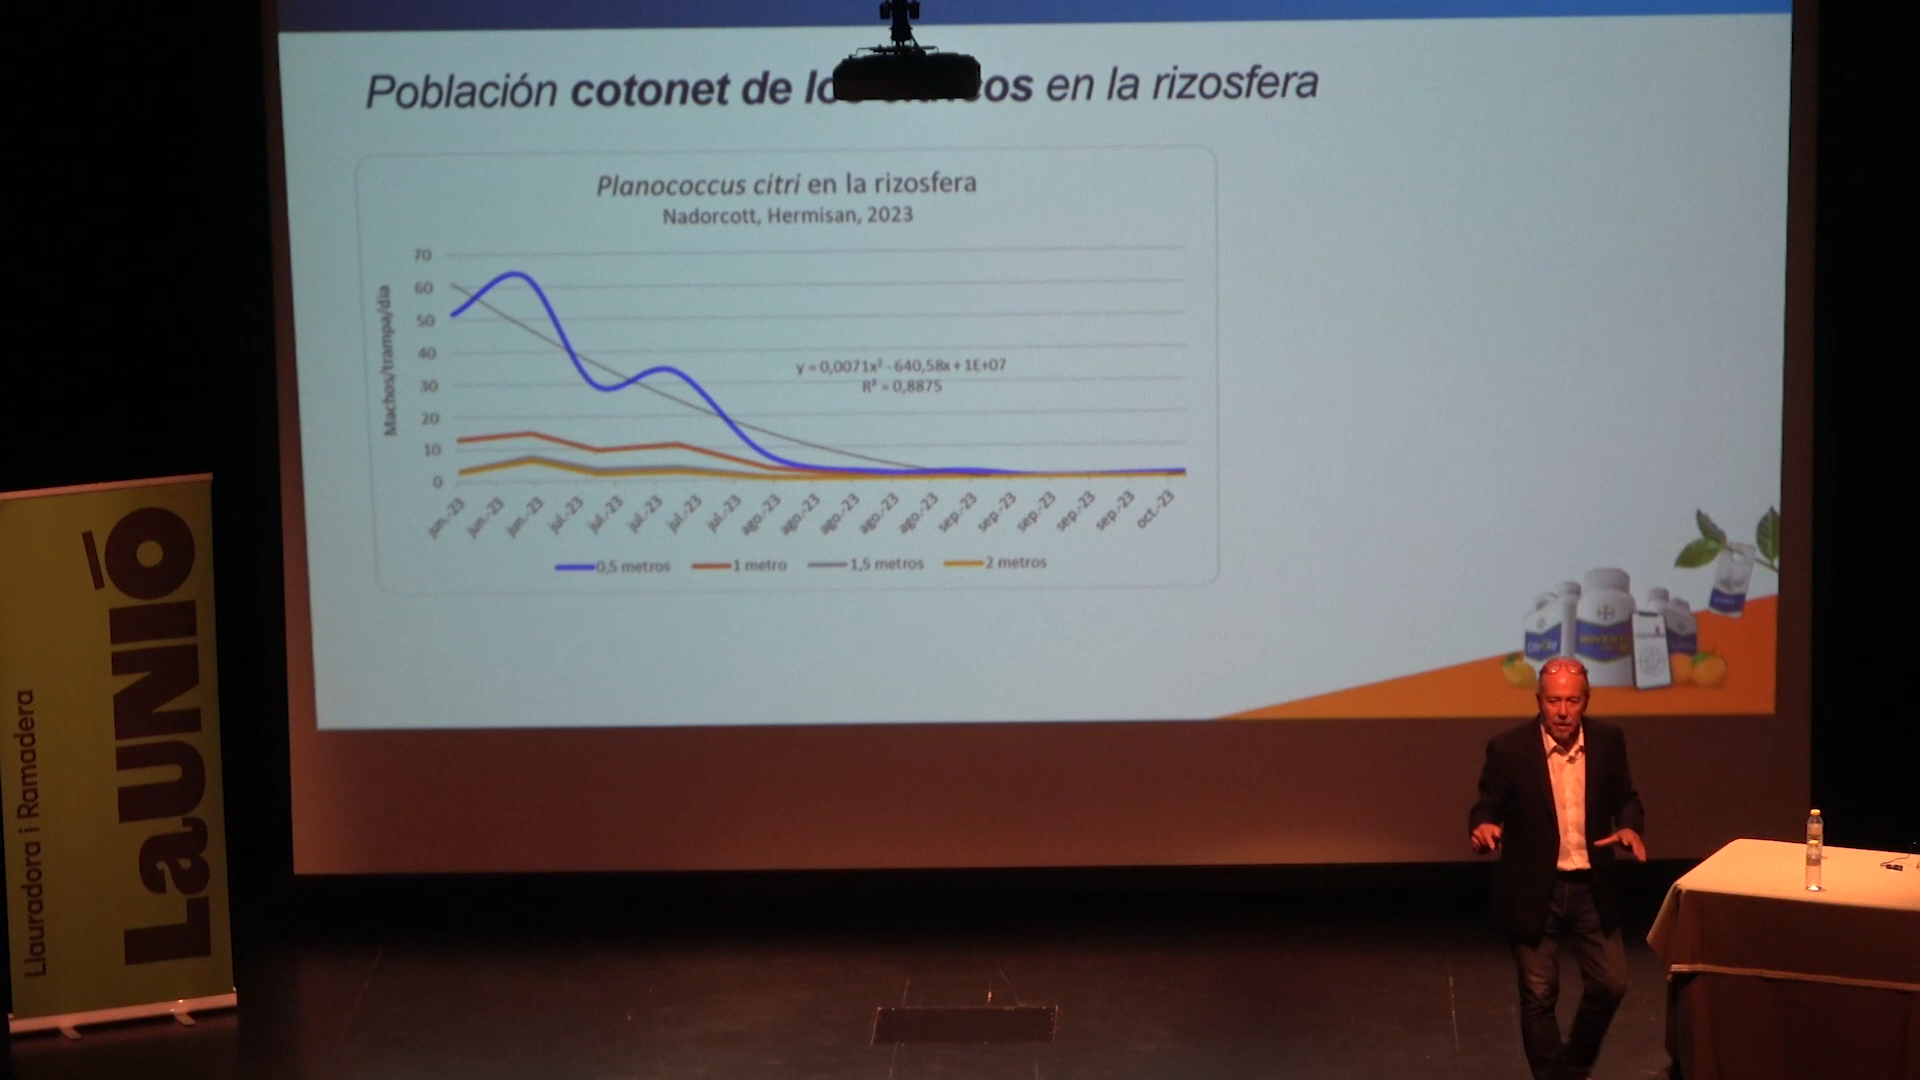 Población cotonet de los cítricos en la rizosfera
Planococcus citri en la rizosfera
Nadorcott, Hermisan, 2023
Machos/trampa/día
70
60
50
40
30
20
10
0
y = 0,0071x² - 640,58x + 1E+07
R² = 0,8875
jun.-23 jun.-23 jun.-23 jul.-23 jul.-23 jul.-23 jul.-23 jul.-23 ago.-23 ago.-23 ago.-23 ago.-23 ago.-23 sep.-23 sep.-23 sep.-23 sep.-23 sep.-23 oct.-23
0,5 metros 1 metro 1,5 metros 2 metros
LaUNIÓ
Llauradora i Ramadera